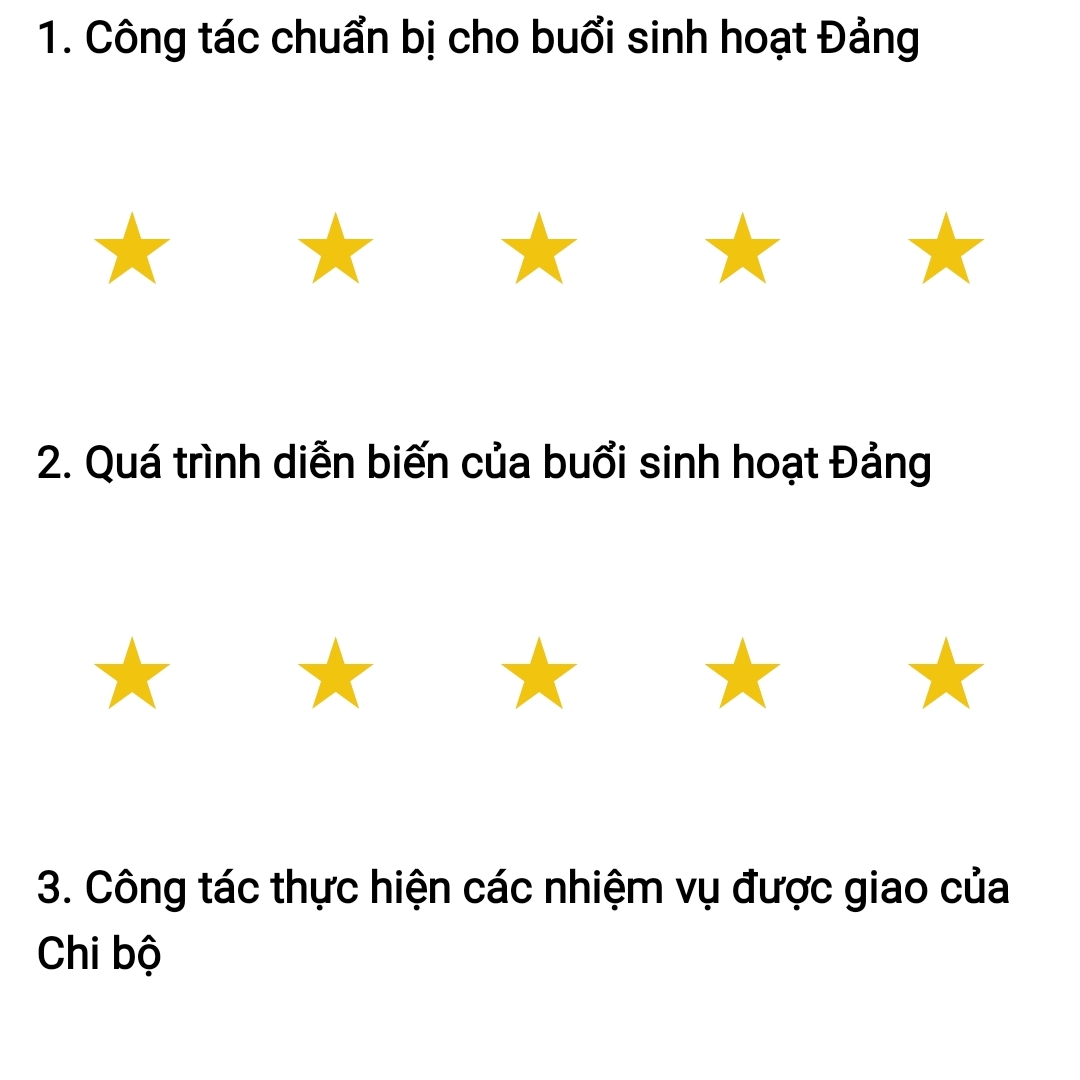 1. Công tác chuẩn bị cho buổi sinh hoạt Đảng
2. Quá trình diễn biến của buổi sinh hoạt Đảng
3. Công tác thực hiện các nhiệm vụ được giao của
Chi bộ